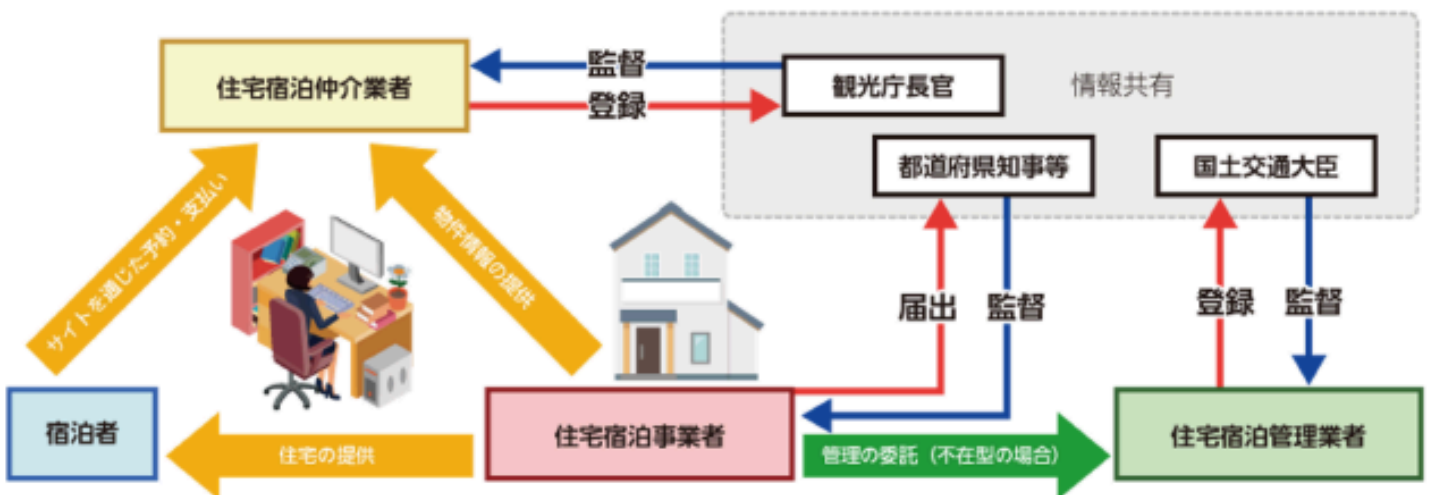 住宅宿泊仲介業者
監督
登録
観光庁長官
情報共有
都道府県知事等
国土交通大臣
サイトを通じた予約・支払い
物件情報の提供
届出
監督
登録
監督
宿泊者
住宅の提供
住宅宿泊事業者
管理の委託（不在型の場合）
住宅宿泊管理業者